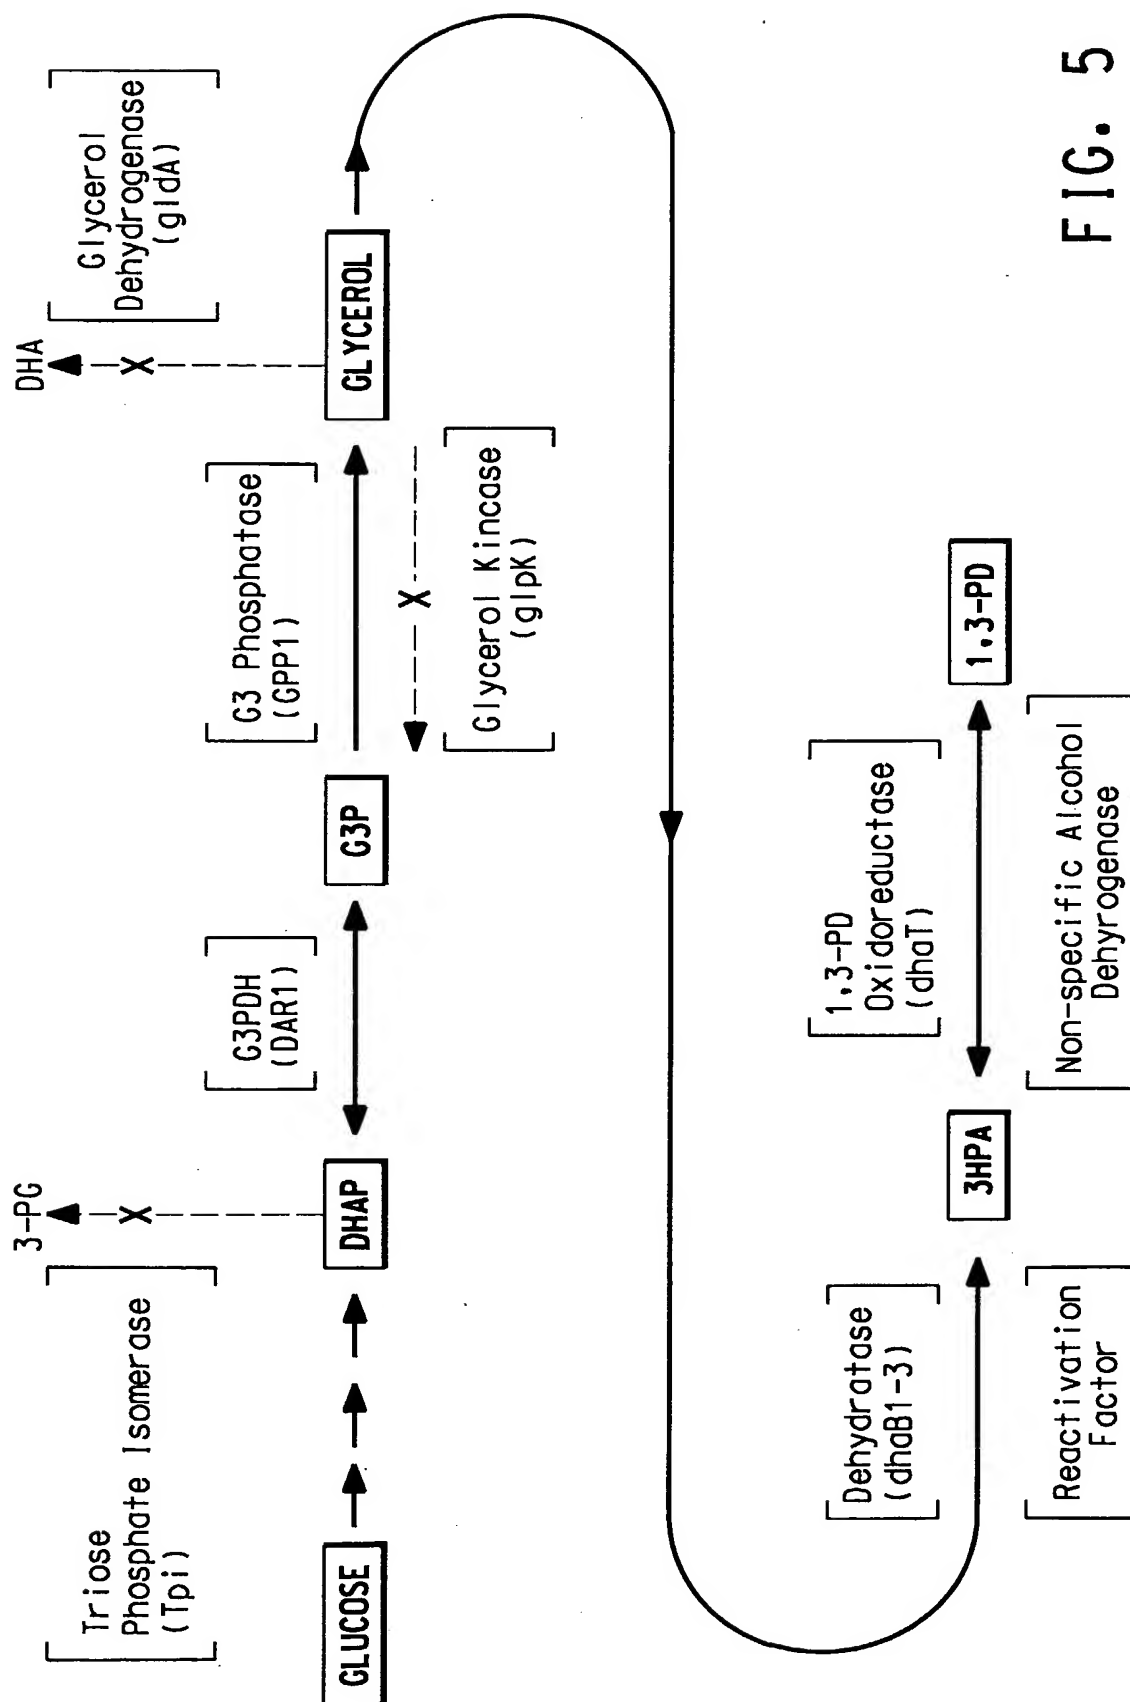 Triose
Phosphate Isomerase
(Tpi)
3-PG
DHA
Glycerol
Dehydrogenase
(gldA)
G3PDH
(DAR1)
G3 Phosphatase
(GPP1)
GLUCOSE
DHAP
G3P
GLYCEROL
Glycerol Kincase
(glpK)
Dehydratase
(dhaB1-3)
1,3-PD
Oxidoreductase
(dhaT)
3HPA
1,3-PD
Reactivation
Factor
Non-specific Alcohol
Dehyrogenase
FIG. 5